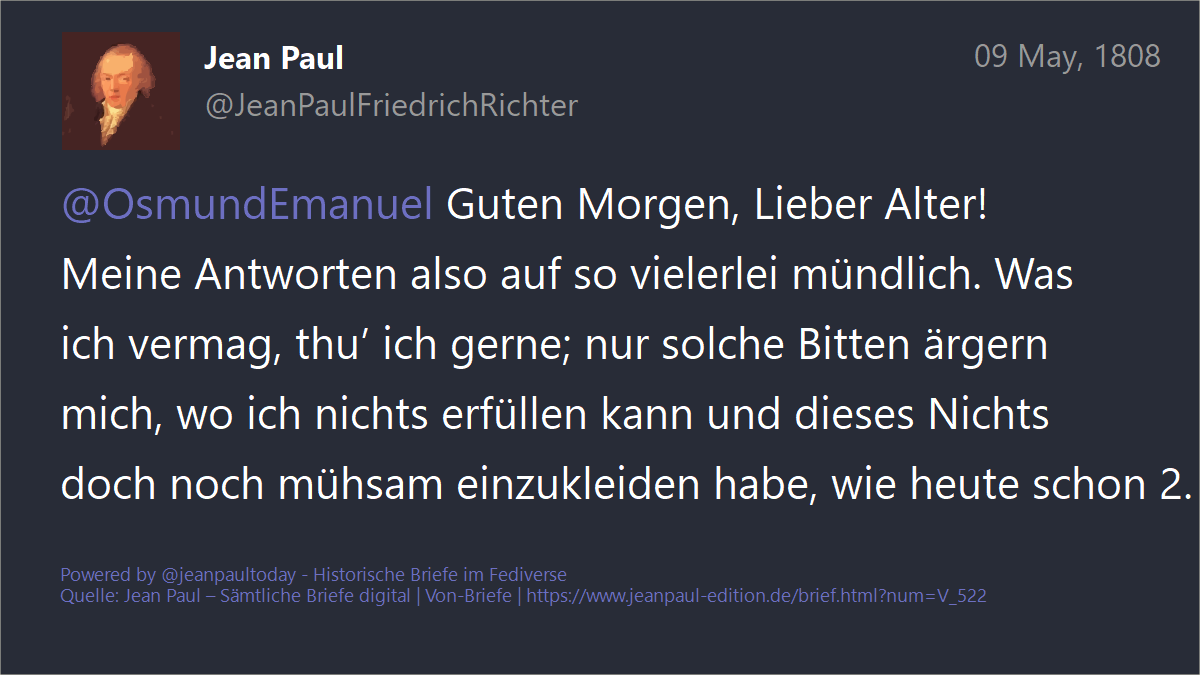 Jean Paul
09 May, 1808
@JeanPaulFriedrichRichter
@OsmundEmanuel Guten Morgen, Lieber Alter!
Meine Antworten also auf so vielerlei mündlich. Was
ich vermag, thu’ ich gerne; nur solche Bitten ärgern
mich, wo ich nichts erfüllen kann und dieses Nichts
doch noch mühsam einzukleiden habe, wie heute schon 2.
Powered by @jeanpaultoday - Historische Briefe im Fediverse
Quelle: Jean Paul – Sämtliche Briefe digital | Von-Briefe | https://www.jeanpaul-edition.de/brief.html?num=V_522